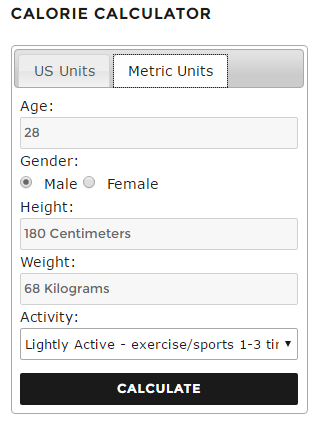 CALORIE CALCULATOR
US Units Metric Units
Age:
28
Gender:
Male Female
Height:
180 Centimeters
Weight:
68 Kilograms
Activity:
Lightly Active - exercise/sports 1-3 tir
CALCULATE